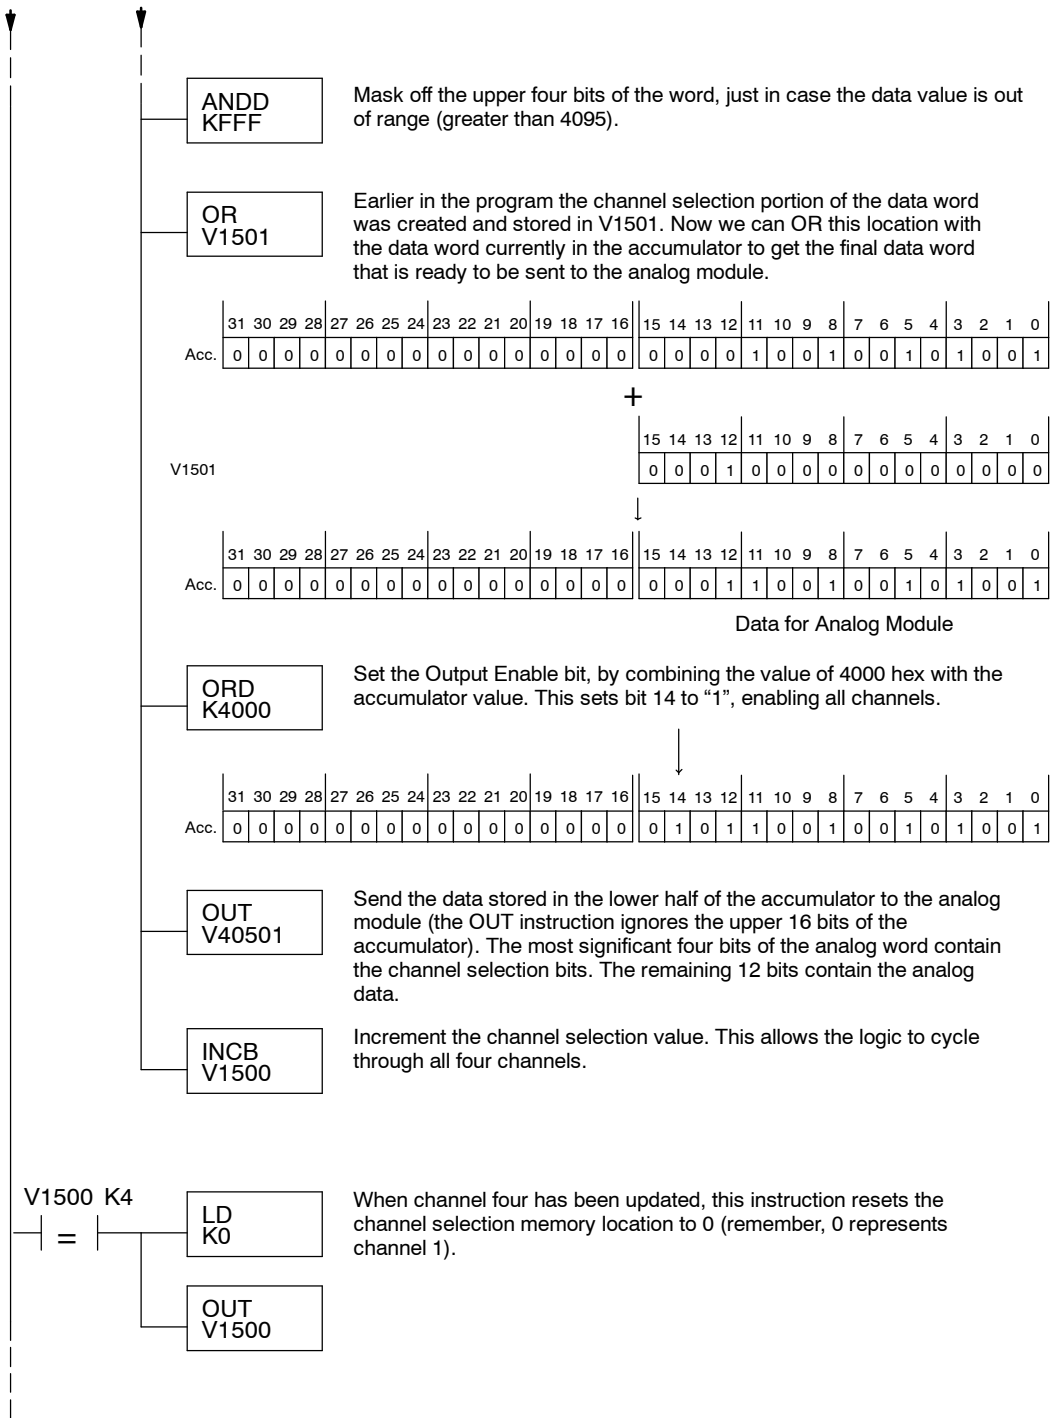 ANDD
KFFF
Mask off the upper four bits of the word, just in case the data value is out
of range (greater than 4095).
OR
V1501
Earlier in the program the channel selection portion of the data word
was created and stored in V1501. Now we can OR this location with
the data word currently in the accumulator to get the final data word
that is ready to be sent to the analog module.
31 30 29 28 27 26 25 24 23 22 21 20 19 18 17 16 15 14 13 12 11 10 9 8 7 6 5 4 3 2 1 0
Acc. 0 0 0 0 0 0 0 0 0 0 0 0 0 0 0 0 0 0 0 0 1 0 0 1 0 0 1 0 1 0 0 1
+
15 14 13 12 11 10 9 8 7 6 5 4 3 2 1 0
V1501 0 0 0 1 0 0 0 0 0 0 0 0 0 0 0 0
31 30 29 28 27 26 25 24 23 22 21 20 19 18 17 16 15 14 13 12 11 10 9 8 7 6 5 4 3 2 1 0
Acc. 0 0 0 0 0 0 0 0 0 0 0 0 0 0 0 0 0 0 0 1 1 0 0 1 0 0 1 0 1 0 0 1
Data for Analog Module
ORD
K4000
Set the Output Enable bit, by combining the value of 4000 hex with the
accumulator value. This sets bit 14 to “1”, enabling all channels.
31 30 29 28 27 26 25 24 23 22 21 20 19 18 17 16 15 14 13 12 11 10 9 8 7 6 5 4 3 2 1 0
Acc. 0 0 0 0 0 0 0 0 0 0 0 0 0 0 0 0 0 1 0 1 1 0 0 1 0 0 1 0 1 0 0 1
OUT
V40501
Send the data stored in the lower half of the accumulator to the analog
module (the OUT instruction ignores the upper 16 bits of the
accumulator). The most significant four bits of the analog word contain
the channel selection bits. The remaining 12 bits contain the analog
data.
INCB
V1500
Increment the channel selection value. This allows the logic to cycle
through all four channels.
V1500 K4
=
LD
K0
When channel four has been updated, this instruction resets the
channel selection memory location to 0 (remember, 0 represents
channel 1).
OUT
V1500